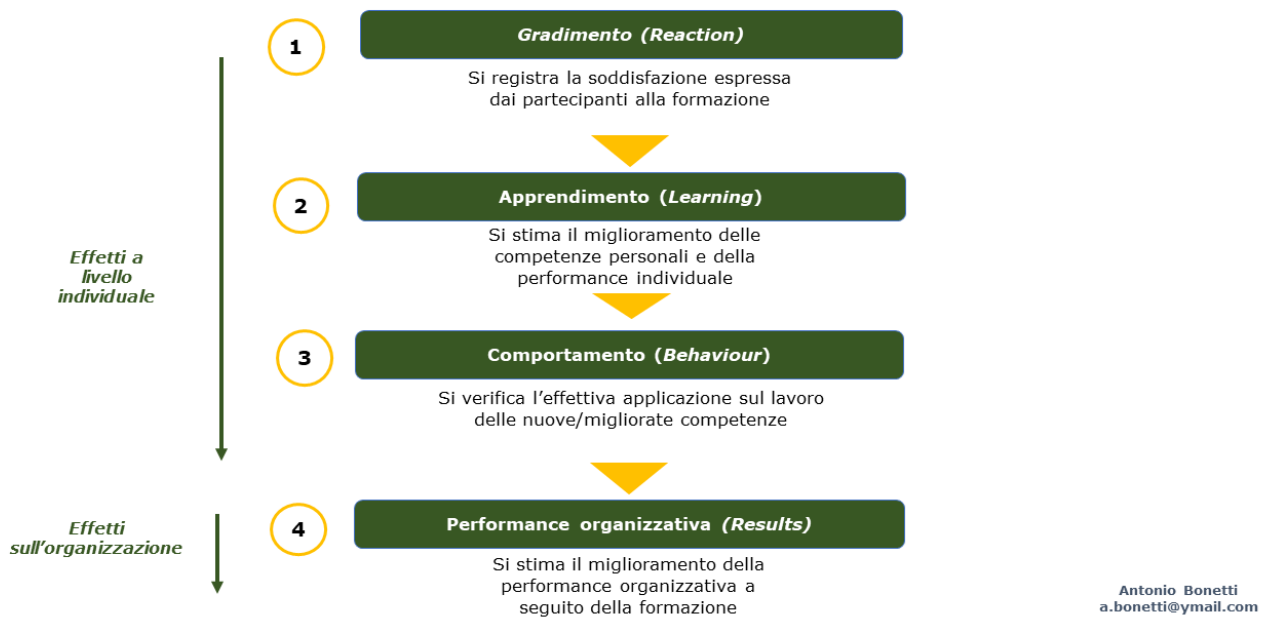 1
Gradimento (Reaction)
Si registra la soddisfazione espressa
dai partecipanti alla formazione
2
Apprendimento (Learning)
Si stima il miglioramento delle
competenze personali e della
performance individuale
Effetti a
livello
individuale
3
Comportamento (Behaviour)
Si verifica l'effettiva applicazione sul lavoro
delle nuove/migliorate competenze
4
Performance organizzativa (Results)
Effetti
sull'organizzazione
Si stima il miglioramento della
performance organizzativa a
seguito della formazione
Antonio Bonetti
a.bonetti@ymail.com